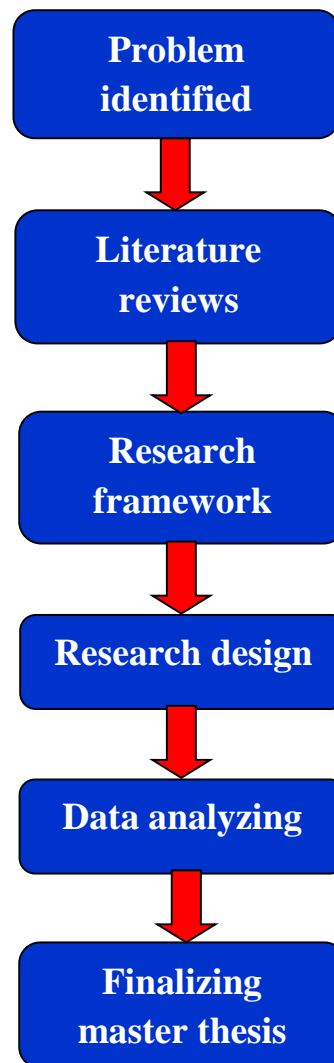 Problem
identified
Literature
reviews
Research
framework
Research design
Data analyzing
Finalizing
master thesis